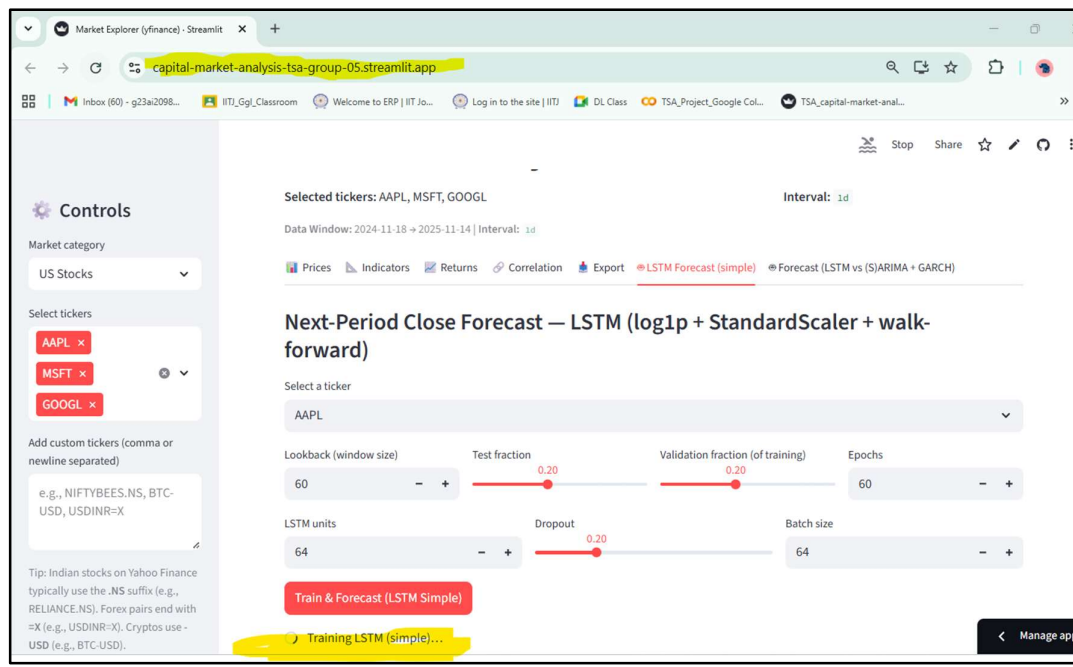 Market Explorer (yfinance) · Streamlit
capital-market-analysis-tsa-group-05.streamlit.app
Inbox (60) - g23ai2098...
IITJ_Ggl_Classroom
Welcome to ERP | IIT Jo...
Log in to the site | IITJ
DL Class
TSA_Project_Google Col...
TSA_capital-market-anal...
Stop
Share
Selected tickers: AAPL, MSFT, GOOGL
Interval: 1d
Data Window: 2024-11-18 → 2025-11-14 | Interval: 1d
Prices
Indicators
Returns
Correlation
Export
LSTM Forecast (simple)
Forecast (LSTM vs (S)ARIMA + GARCH)
Controls
Market category
US Stocks
Select tickers
AAPL ×
MSFT ×
GOOGL ×
Add custom tickers (comma or
newline separated)
e.g., NIFTYBEES.NS, BTC-
USD, USDINR=X
Tip: Indian stocks on Yahoo Finance
typically use the .NS suffix (e.g.,
RELIANCE.NS). Forex pairs end with
=X (e.g., USDINR=X). Cryptos use -
USD (e.g., BTC-USD).
Next-Period Close Forecast — LSTM (log1p + StandardScaler + walk-
forward)
Select a ticker
AAPL
Lookback (window size)
60
Test fraction
0.20
Validation fraction (of training)
0.20
Epochs
60
LSTM units
64
Dropout
0.20
Batch size
64
Train & Forecast (LSTM Simple)
Training LSTM (simple)...
Manage app